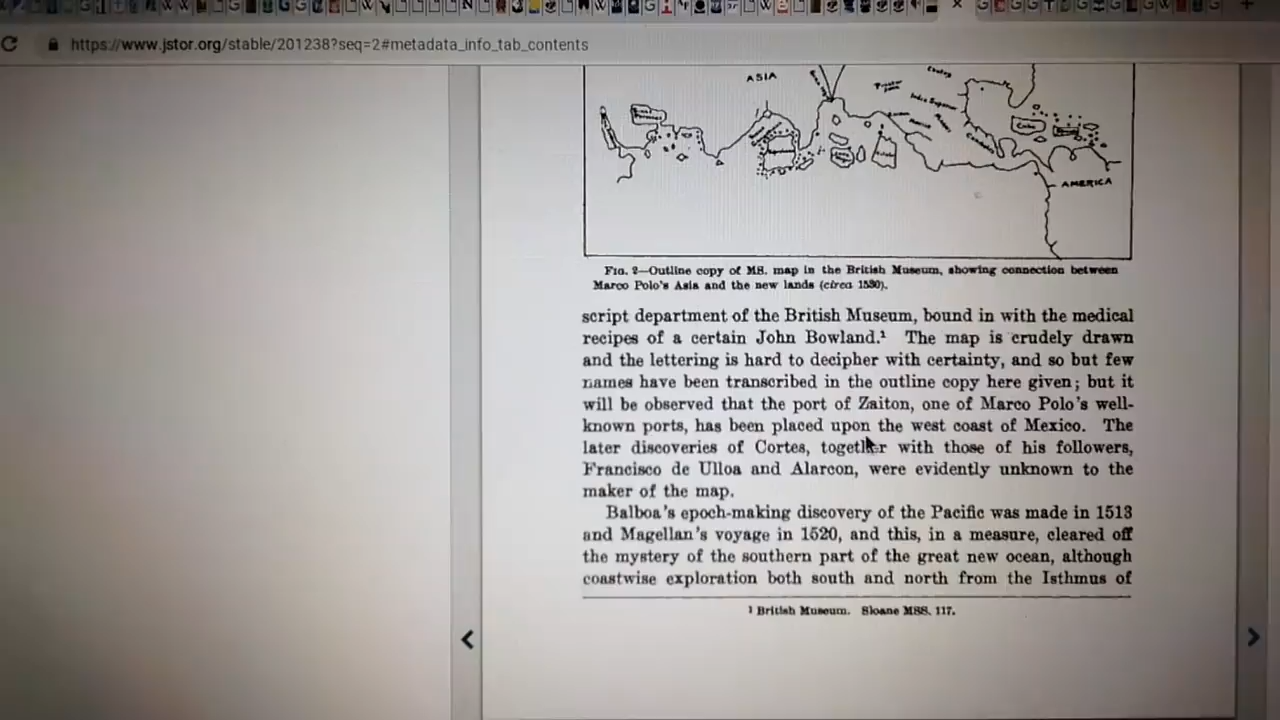 https://www.jstor.org/stable/201238?seq=2#metadata_info_tab_contents
ASIA
AMERICA
FIG. 2—Outline copy of MS. map in the British Museum, showing connection between
Marco Polo's Asia and the new lands (circa 1530).
script department of the British Museum, bound in with the medical
recipes of a certain John Bowland.¹ The map is crudely drawn
and the lettering is hard to decipher with certainty, and so but few
names have been transcribed in the outline copy here given; but it
will be observed that the port of Zaiton, one of Marco Polo's well-
known ports, has been placed upon the west coast of Mexico. The
later discoveries of Cortes, together with those of his followers,
Francisco de Ulloa and Alarcon, were evidently unknown to the
maker of the map.
Balboa's epoch-making discovery of the Pacific was made in 1513
and Magellan's voyage in 1520, and this, in a measure, cleared off
the mystery of the southern part of the great new ocean, although
coastwise exploration both south and north from the Isthmus of
¹ British Museum. Sloane MSS. 117.